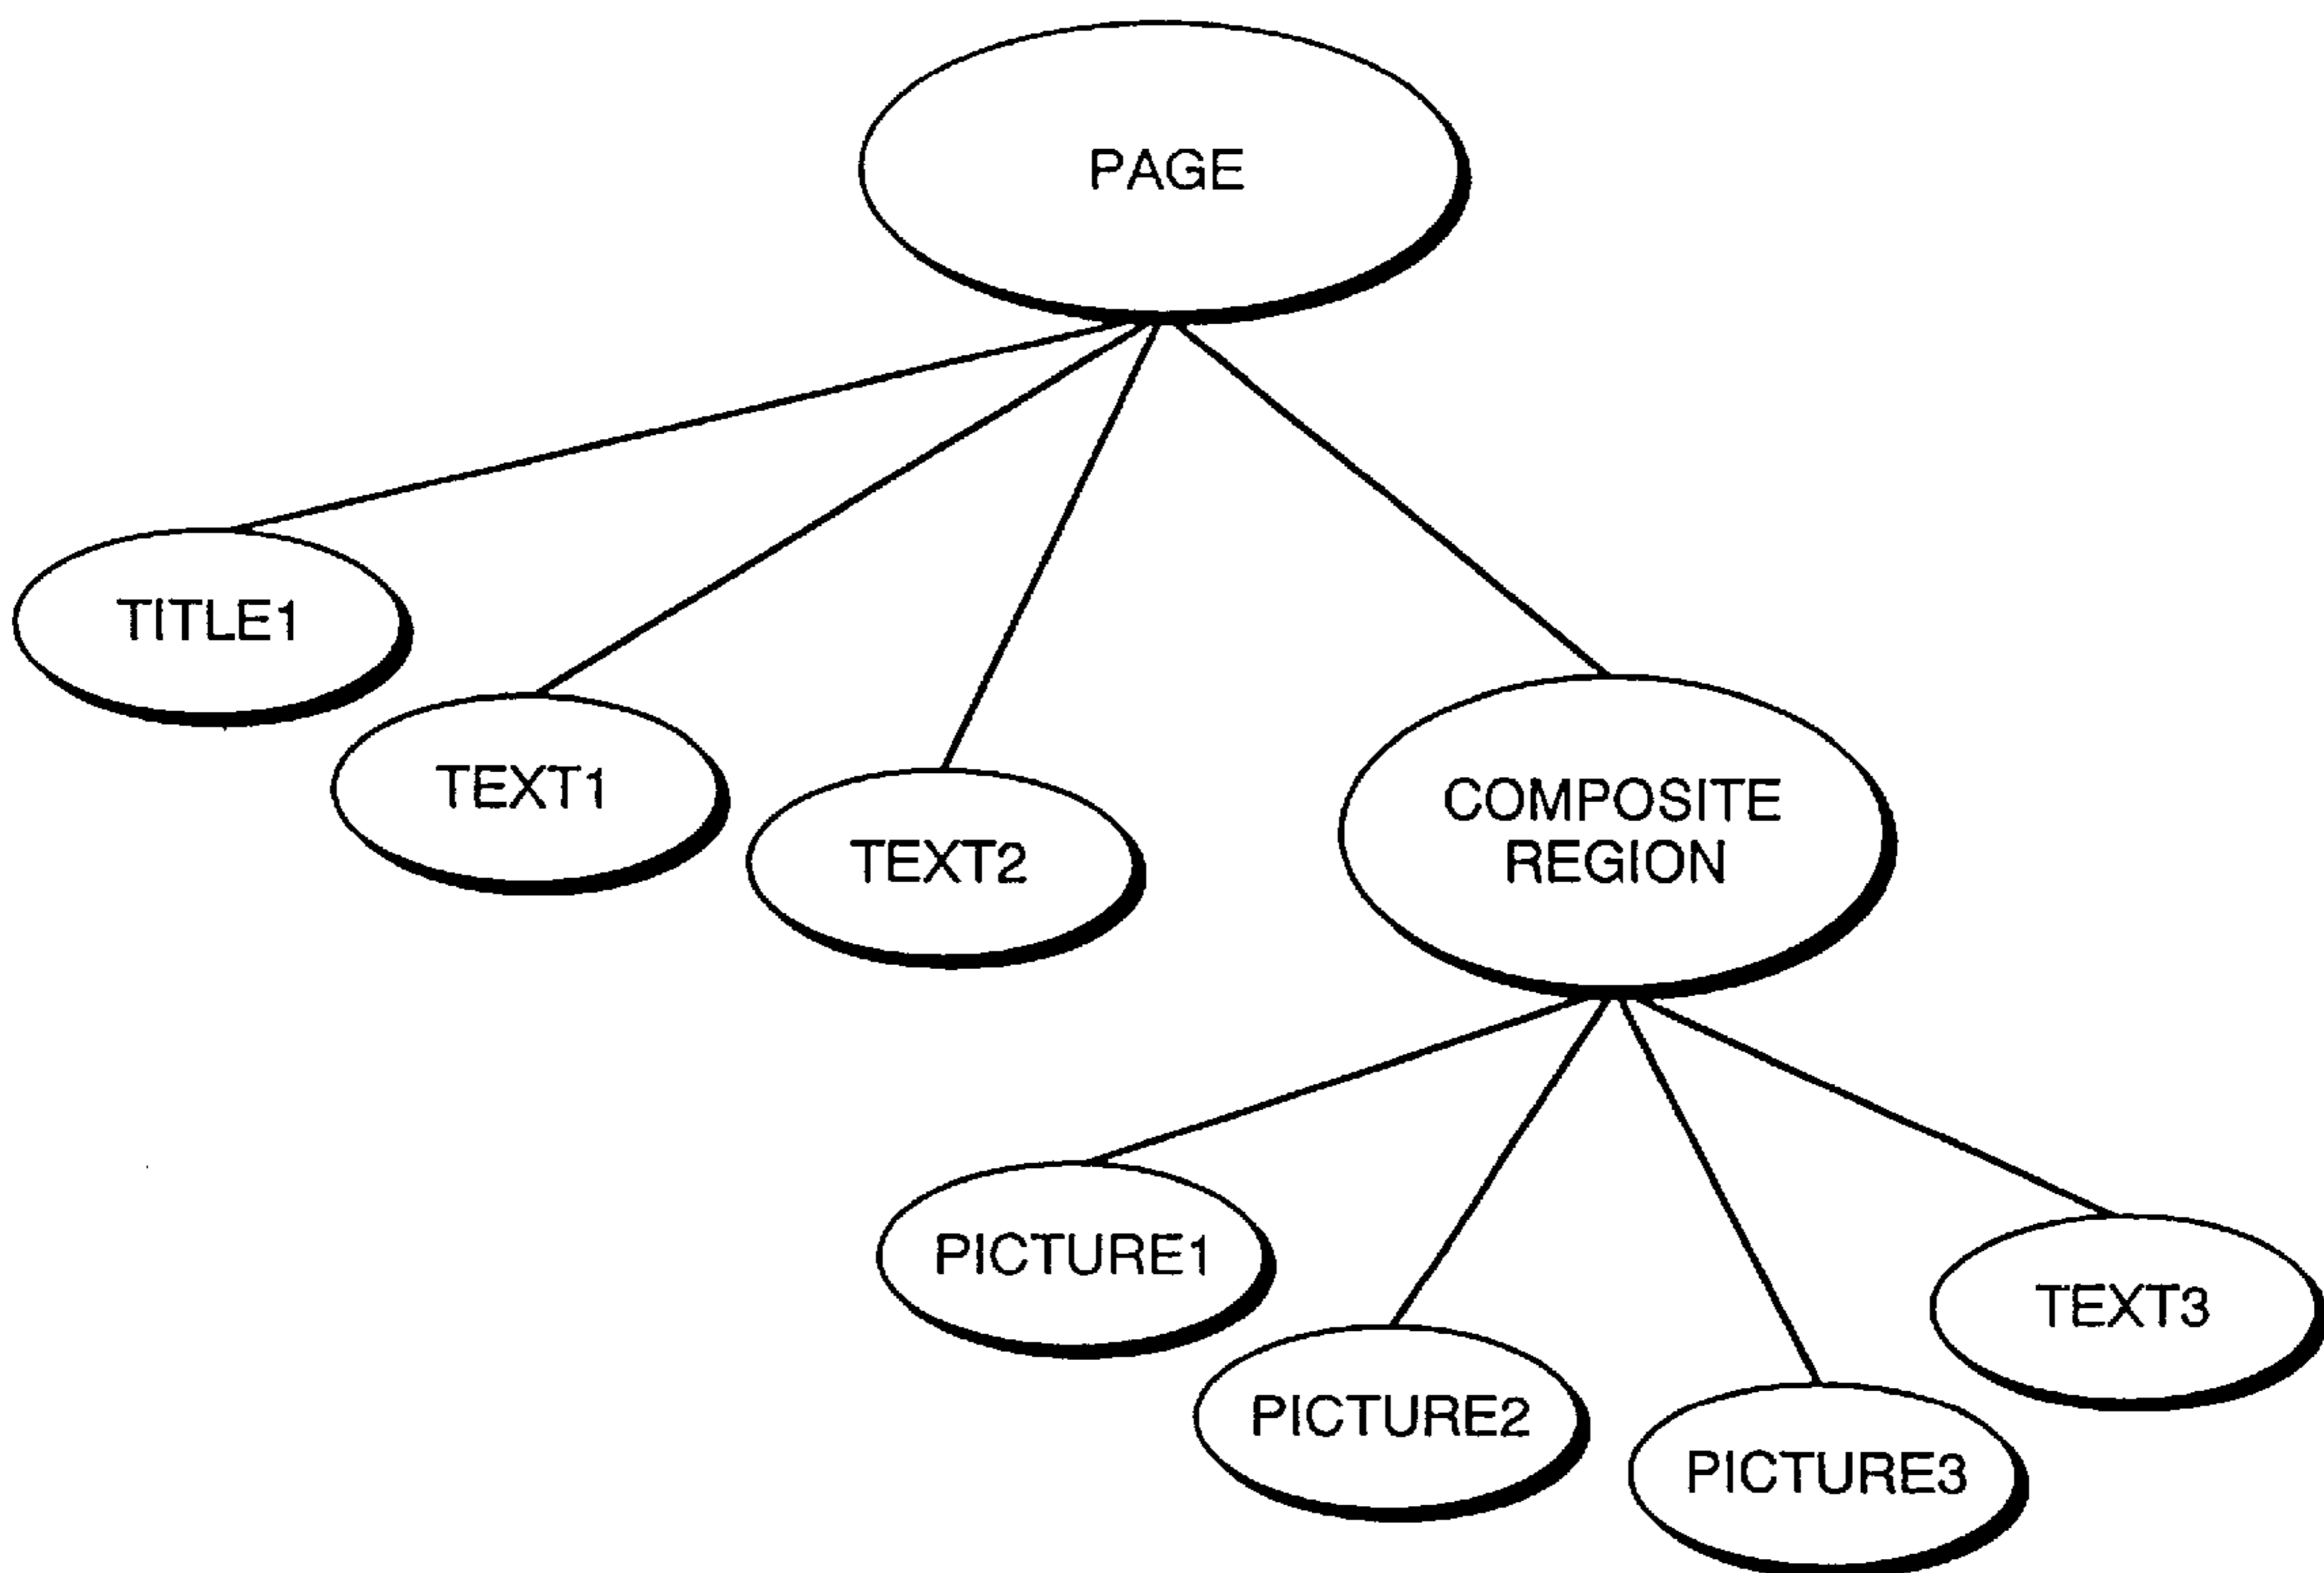 PAGE
TITLE1
TEXT1
TEXT2
COMPOSITE
REGION
PICTURE1
PICTURE2
PICTURE3
TEXT3